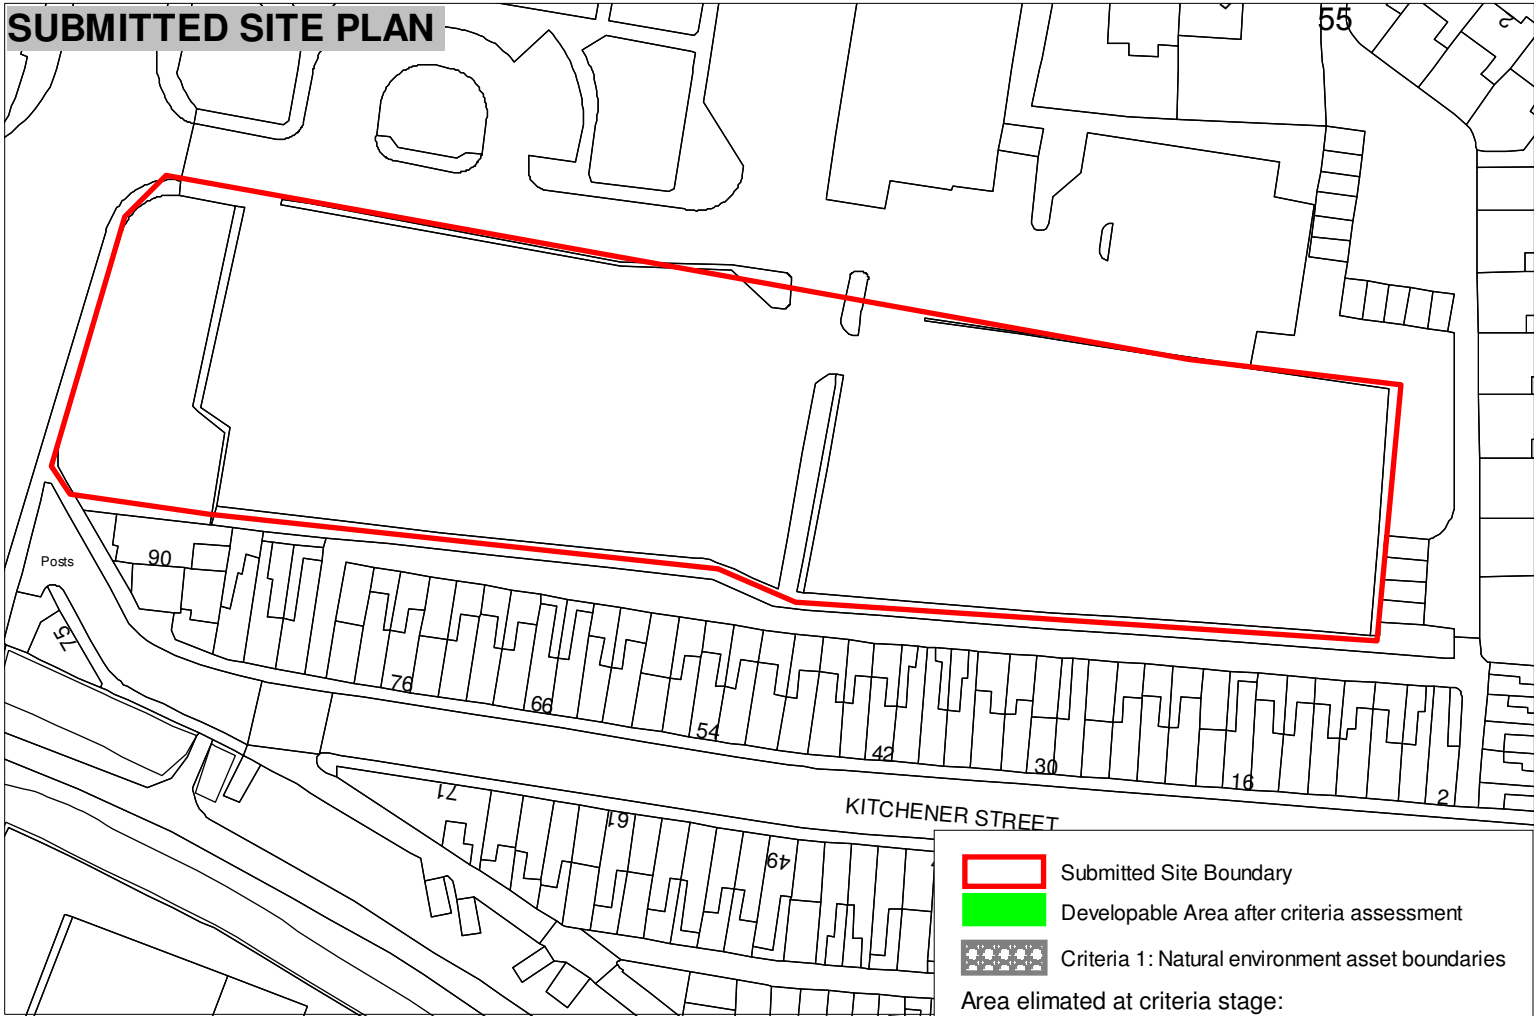 SUBMITTED SITE PLAN
55
2
Posts
90
75
76
66
54
42
30
16
2
71
61
49
KITCHENER STREET
Submitted Site Boundary
Developable Area after criteria assessment
Criteria 1: Natural environment asset boundaries
Area elimated at criteria stage: